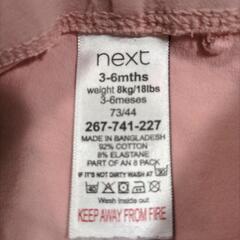 next
3-6mths
weight 8kg/18lbs
3-6meses
73/44
267-741-227
MADE IN BANGLADESH
92% COTTON
8% ELASTANE
PART OF AN 8 PACK
IF IT'S NOT DIRTY WASH AT
Wash inside out
KEEP AWAY FROM FIRE